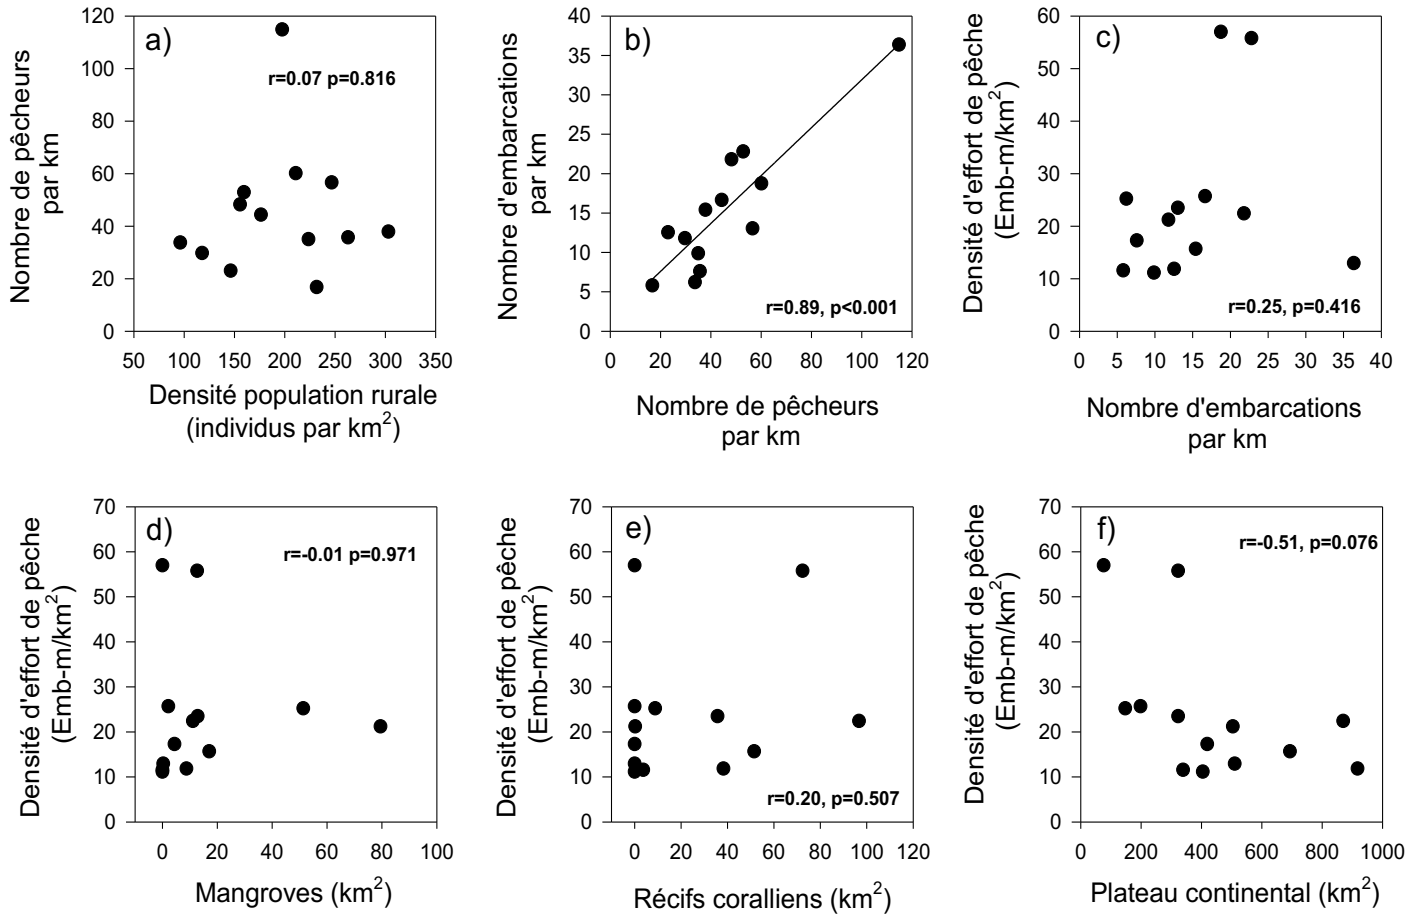 a)
r=0.07 p=0.816
Nombre de pêcheurs
par km
120
100
80
60
40
20
0
50 100 150 200 250 300 350
Densité population rurale
(individus par km²)
b)
r=0.89, p<0.001
Nombre d'embarcations
par km
40
35
30
25
20
15
10
5
0
0 20 40 60 80 100 120
Nombre de pêcheurs
par km
c)
r=0.25, p=0.416
Densité d'effort de pêche
(Emb-m/km²)
60
50
40
30
20
10
0
0 5 10 15 20 25 30 35 40
Nombre d'embarcations
par km
d)
r=-0.01 p=0.971
Densité d'effort de pêche
(Emb-m/km²)
70
60
50
40
30
20
10
0
0 20 40 60 80 100
Mangroves (km²)
e)
r=0.20, p=0.507
Densité d'effort de pêche
(Emb-m/km²)
70
60
50
40
30
20
10
0
0 20 40 60 80 100 120
Récifs coralliens (km²)
f)
r=-0.51, p=0.076
Densité d'effort de pêche
(Emb-m/km²)
70
60
50
40
30
20
10
0
0 200 400 600 800 1000
Plateau continental (km²)